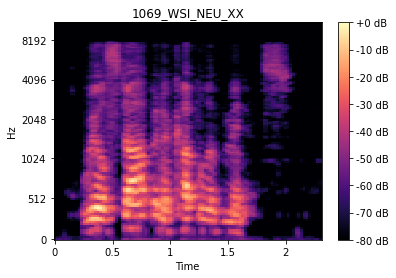 1069_WSI_NEU_XX
Hz
8192
4096
2048
1024
512
0
0 0.5 1 1.5 2
Time
+0 dB
-10 dB
-20 dB
-30 dB
-40 dB
-50 dB
-60 dB
-70 dB
-80 dB